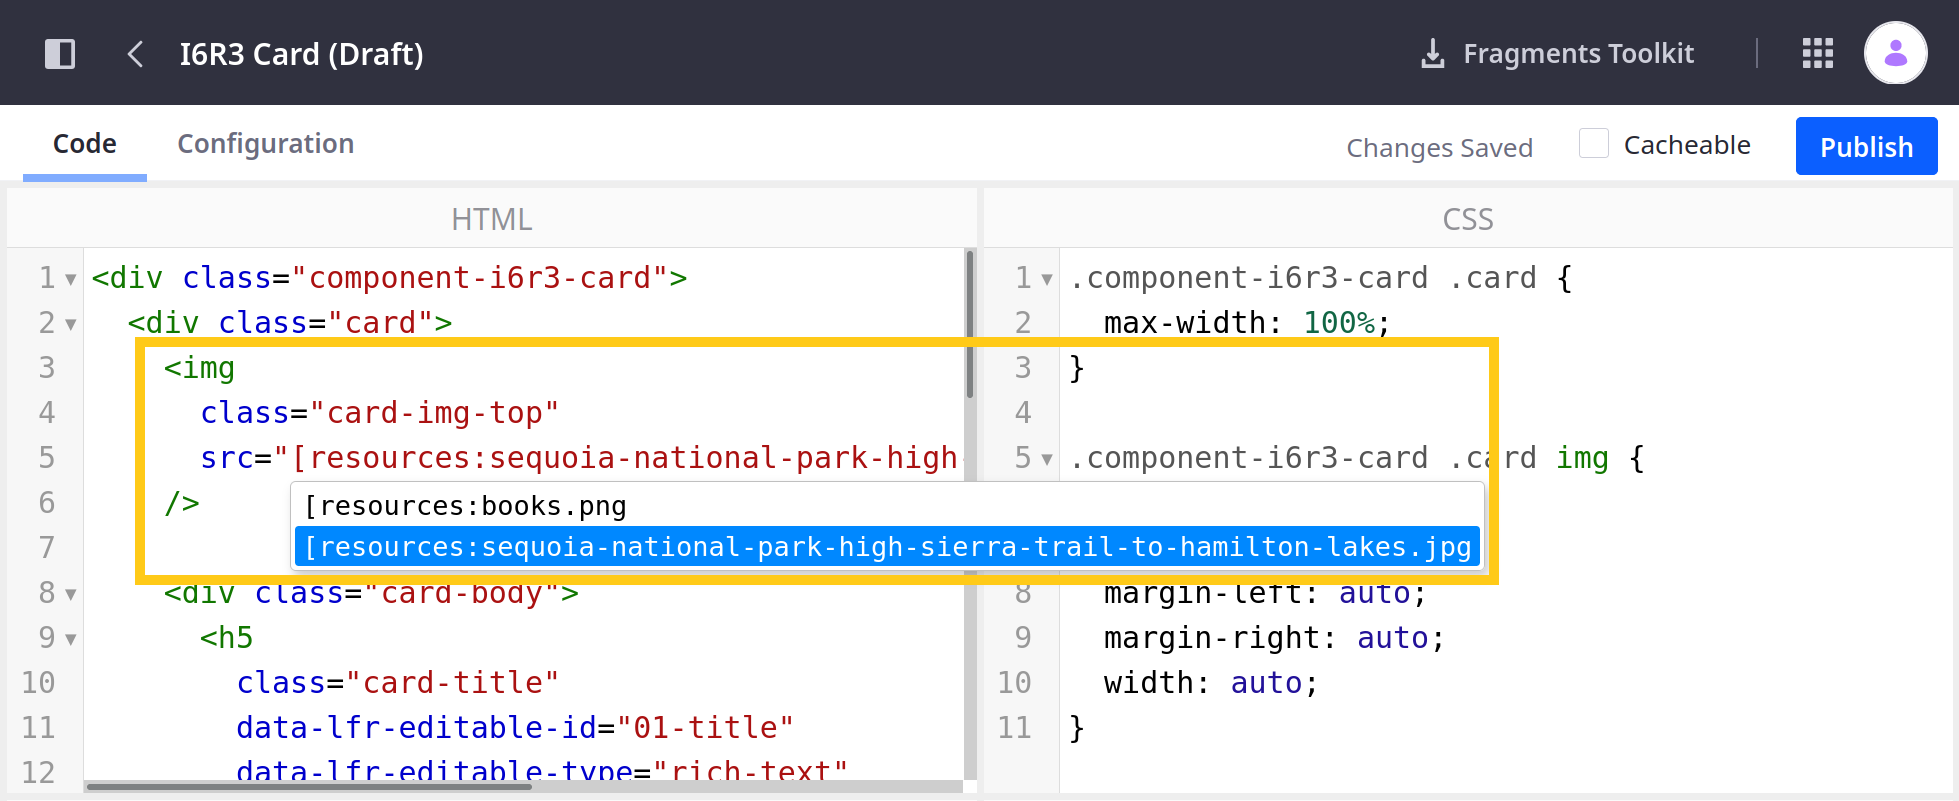 I6R3 Card (Draft)
Fragments Toolkit
Code
Configuration
Changes Saved
Cacheable
Publish
HTML
1 <div class="component-i6r3-card">
2 <div class="card">
3 <img
4 class="card-img-top"
5 src="[resources:sequoia-national-park-high-
6 />
7
8 <div class="card-body">
9 <h5
10 class="card-title"
11 data-lfr-editable-id="01-title"
12 data-lfr-editable-type="rich-text"
[resources:books.png
[resources:sequoia-national-park-high-sierra-trail-to-hamilton-lakes.jpg
CSS
1 .component-i6r3-card .card {
2 max-width: 100%;
3 }
4
5 .component-i6r3-card .card img {
8 margin-left: auto;
9 margin-right: auto;
10 width: auto;
11 }